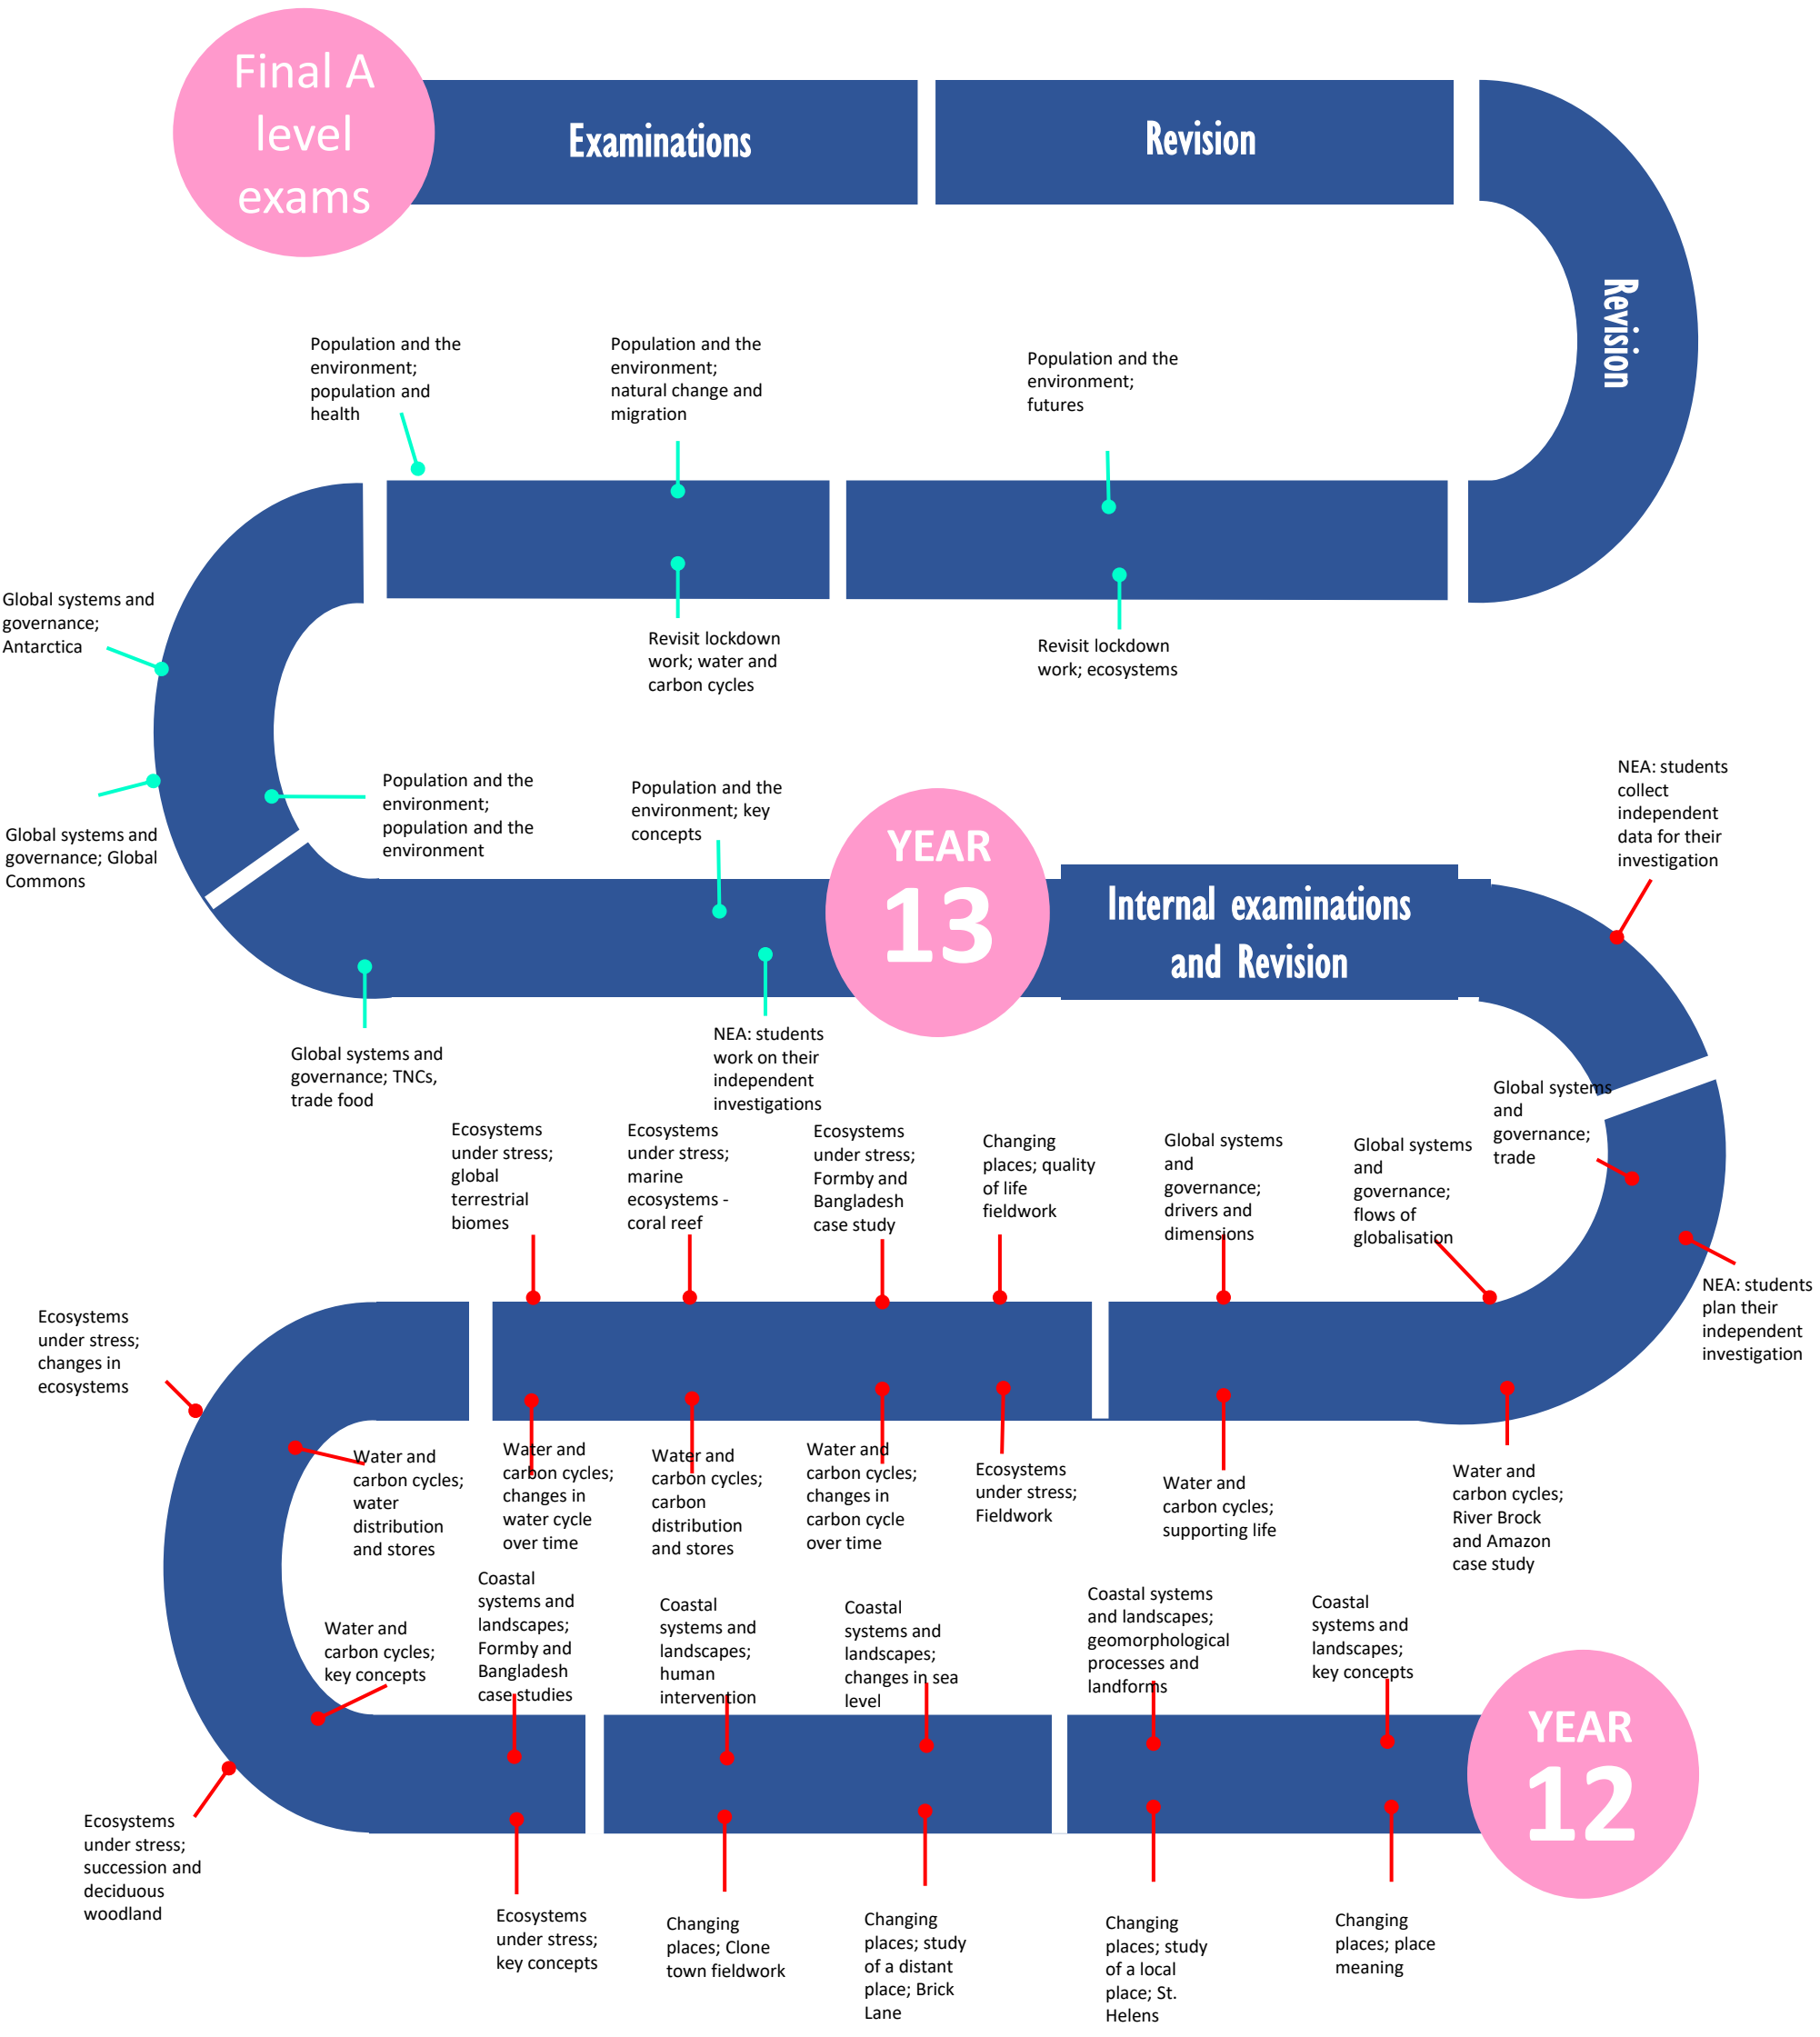 Final A
level
exams
Examinations
Revision
Revision
Population and the
environment;
population and
health
Population and the
environment;
natural change and
migration
Population and the
environment;
futures
Global systems and
governance;
Antarctica
Revisit lockdown
work; water and
carbon cycles
Revisit lockdown
work; ecosystems
Global systems and
governance; Global
Commons
Population and the
environment;
population and the
environment
Population and the
environment; key
concepts
YEAR
13
Internal examinations
and Revision
NEA: students
collect
independent
data for their
investigation
Global systems and
governance; TNCs,
trade food
NEA: students
work on their
independent
investigations
Ecosystems
under stress;
global
terrestrial
biomes
Ecosystems
under stress;
marine
ecosystems -
coral reef
Ecosystems
under stress;
Formby and
Bangladesh
case study
Changing
places; quality
of life
fieldwork
Global systems
and
governance;
drivers and
dimensions
Global systems
and
governance;
flows of
globalisation
Global systems
and
governance;
trade
NEA: students
plan their
independent
investigation
Ecosystems
under stress;
changes in
ecosystems
Water and
carbon cycles;
water
distribution
and stores
Water and
carbon cycles;
changes in
water cycle
over time
Water and
carbon cycles;
carbon
distribution
and stores
Water and
carbon cycles;
changes in
carbon cycle
over time
Ecosystems
under stress;
Fieldwork
Water and
carbon cycles;
supporting life
Water and
carbon cycles;
River Brock
and Amazon
case study
Water and
carbon cycles;
key concepts
Coastal
systems and
landscapes;
Formby and
Bangladesh
case studies
Coastal
systems and
landscapes;
human
intervention
Coastal
systems and
landscapes;
changes in sea
level
Coastal systems
and landscapes;
geomorphological
processes and
landforms
Coastal
systems and
landscapes;
key concepts
YEAR
12
Ecosystems
under stress;
succession and
deciduous
woodland
Ecosystems
under stress;
key concepts
Changing
places; Clone
town fieldwork
Changing
places; study
of a distant
place; Brick
Lane
Changing
places; study
of a local
place; St.
Helens
Changing
places; place
meaning